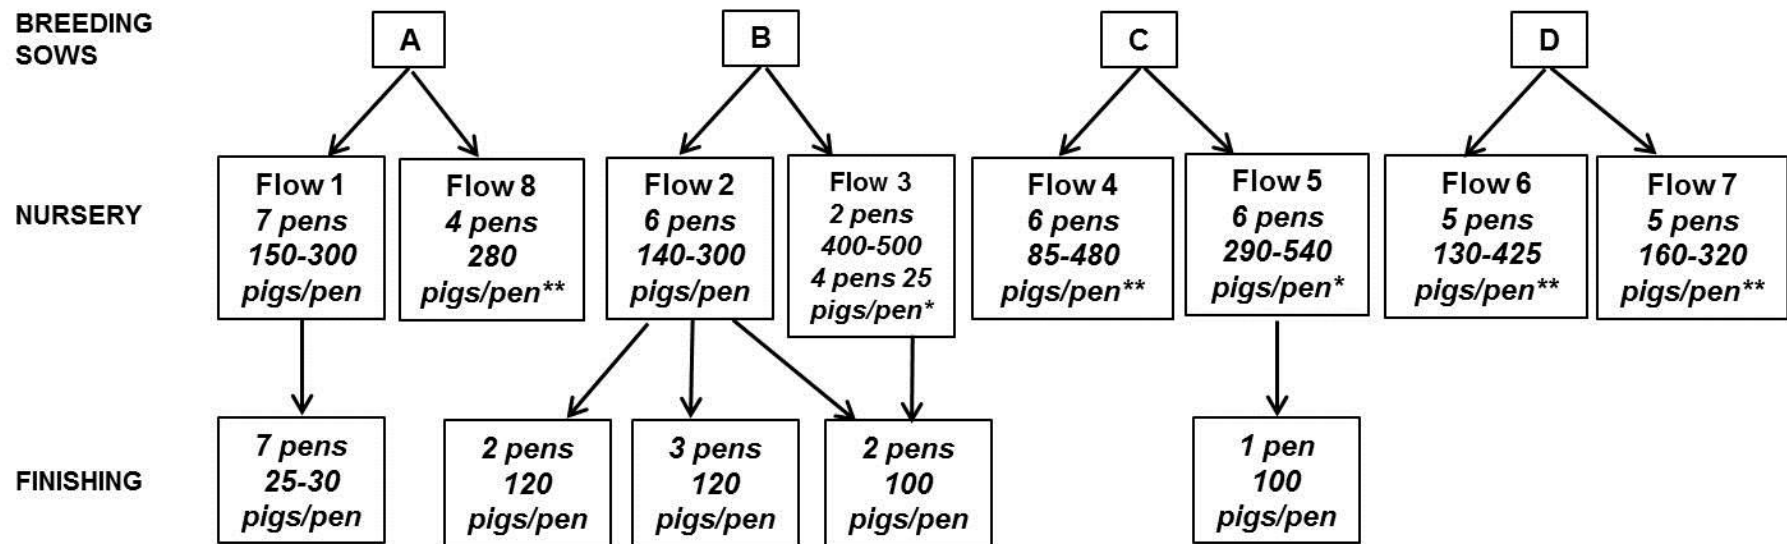 BREEDING
SOWS
A
B
C
D
NURSERY
Flow 1
7 pens
150-300
pigs/pen
Flow 8
4 pens
280
pigs/pen**
Flow 2
6 pens
140-300
pigs/pen
Flow 3
2 pens
400-500
4 pens 25
pigs/pen*
Flow 4
6 pens
85-480
pigs/pen**
Flow 5
6 pens
290-540
pigs/pen*
Flow 6
5 pens
130-425
pigs/pen**
Flow 7
5 pens
160-320
pigs/pen**
FINISHING
7 pens
25-30
pigs/pen
2 pens
120
pigs/pen
3 pens
120
pigs/pen
2 pens
100
pigs/pen
1 pen
100
pigs/pen